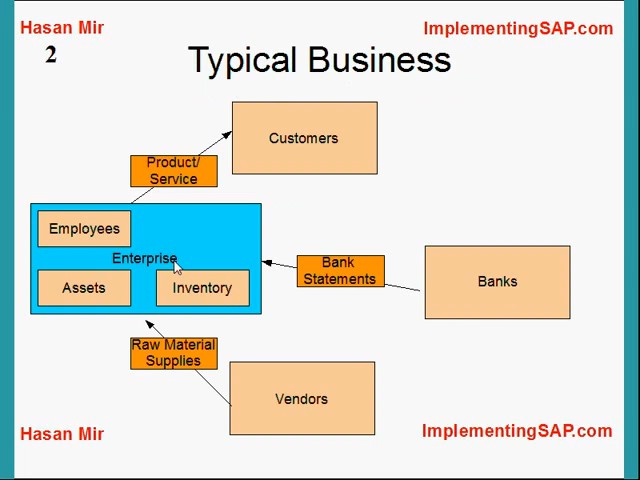 Hasan Mir
ImplementingSAP.com
2
Typical Business
Customers
Product/
Service
Employees
Enterprise
Assets
Inventory
Bank
Statements
Banks
Raw Material
Supplies
Vendors
Hasan Mir
ImplementingSAP.com